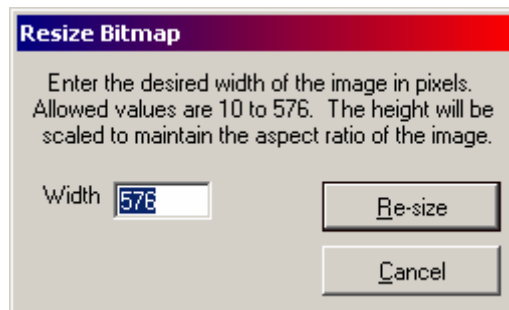 Resize Bitmap
Enter the desired width of the image in pixels.
Allowed values are 10 to 576.  The height will be
scaled to maintain the aspect ratio of the image.
Width 576
Re-size
Cancel